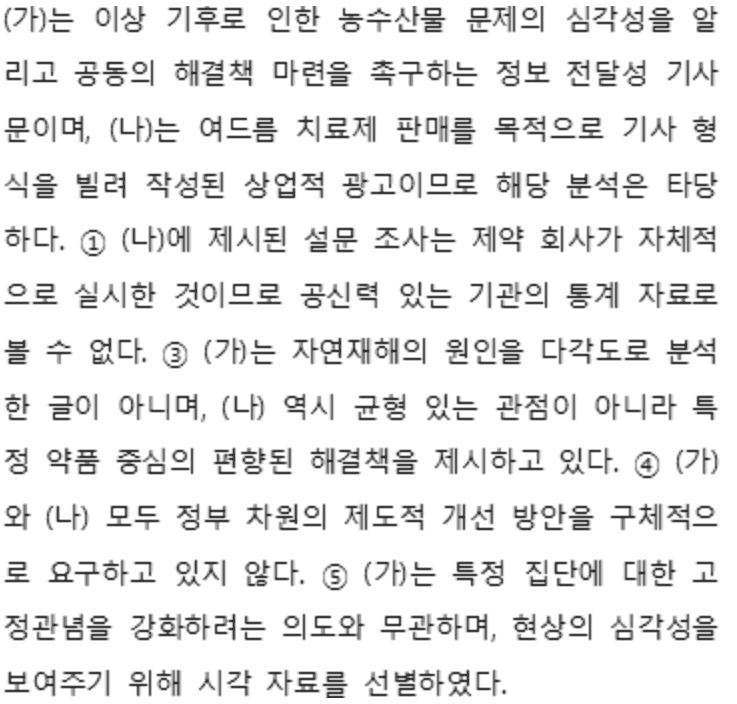 (가)는 이상 기후로 인한 농수산물 문제의 심각성을 알
리고 공동의 해결책 마련을 촉구하는 정보 전달성 기사
문이며, (나)는 여드름 치료제 판매를 목적으로 기사 형
식을 빌려 작성된 상업적 광고이므로 해당 분석은 타당
하다. ① (나)에 제시된 설문 조사는 제약 회사가 자체적
으로 실시한 것이므로 공신력 있는 기관의 통계 자료로
볼 수 없다. ③ (가)는 자연재해의 원인을 다각도로 분석
한 글이 아니며, (나) 역시 균형 있는 관점이 아니라 특
정 약품 중심의 편향된 해결책을 제시하고 있다. ④ (가)
와 (나) 모두 정부 차원의 제도적 개선 방안을 구체적으
로 요구하고 있지 않다. ⑤ (가)는 특정 집단에 대한 고
정관념을 강화하려는 의도와 무관하며, 현상의 심각성을
보여주기 위해 시각 자료를 선별하였다.